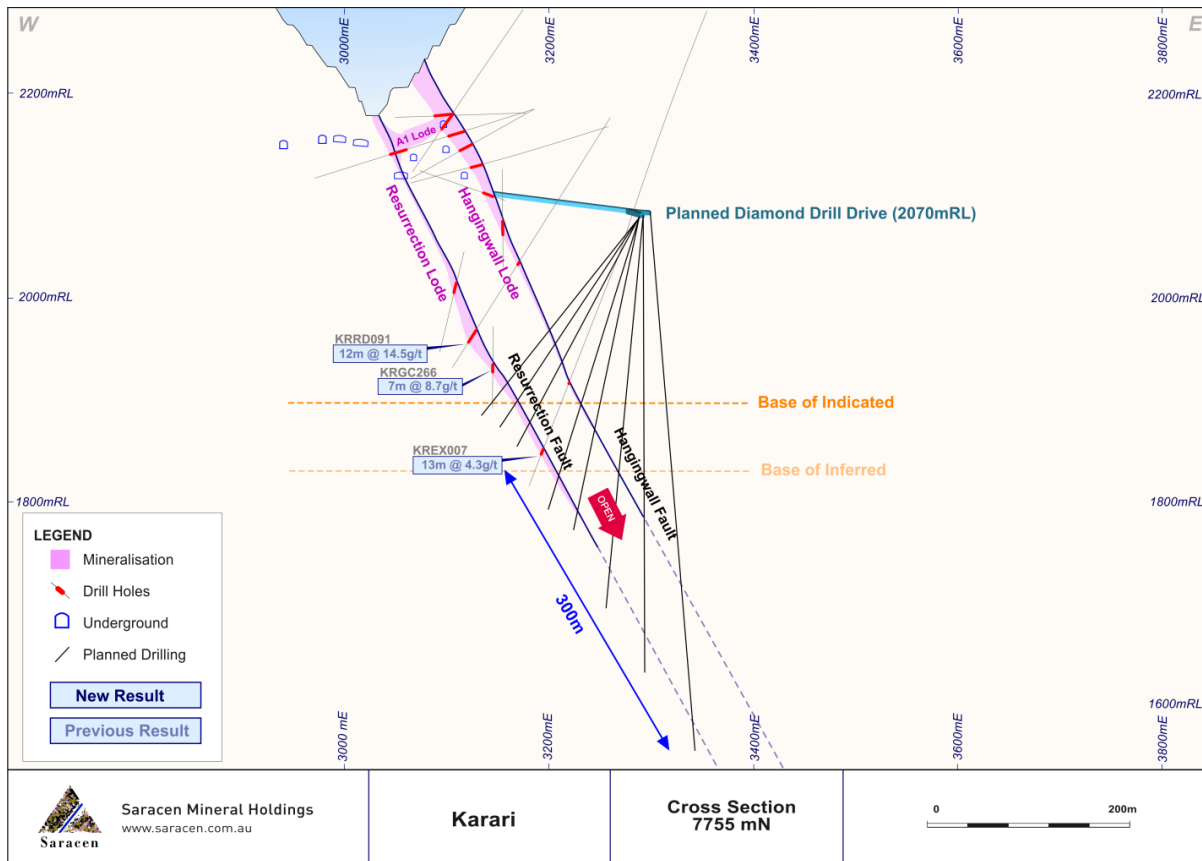 W
E
3000mE
3200mE
3400mE
3600mE
3800mE
2200mRL
2200mRL
A1 Lode
Resurrection Lode
Hangingwall Lode
Planned Diamond Drill Drive (2070mRL)
2000mRL
2000mRL
KRRD091
12m @ 14.5g/t
KRGC266
7m @ 8.7g/t
Resurrection Fault
Hangingwall Fault
Base of Indicated
KREX007
13m @ 4.3g/t
Base of Inferred
1800mRL
1800mRL
OPEN
300m
LEGEND
Mineralisation
Drill Holes
Underground
Planned Drilling
New Result
Previous Result
1600mRL
3000 mE
3200mE
3400mE
3600mE
3800mE
Saracen
Saracen Mineral Holdings
www.saracen.com.au
Karari
Cross Section
7755 mN
0 200m